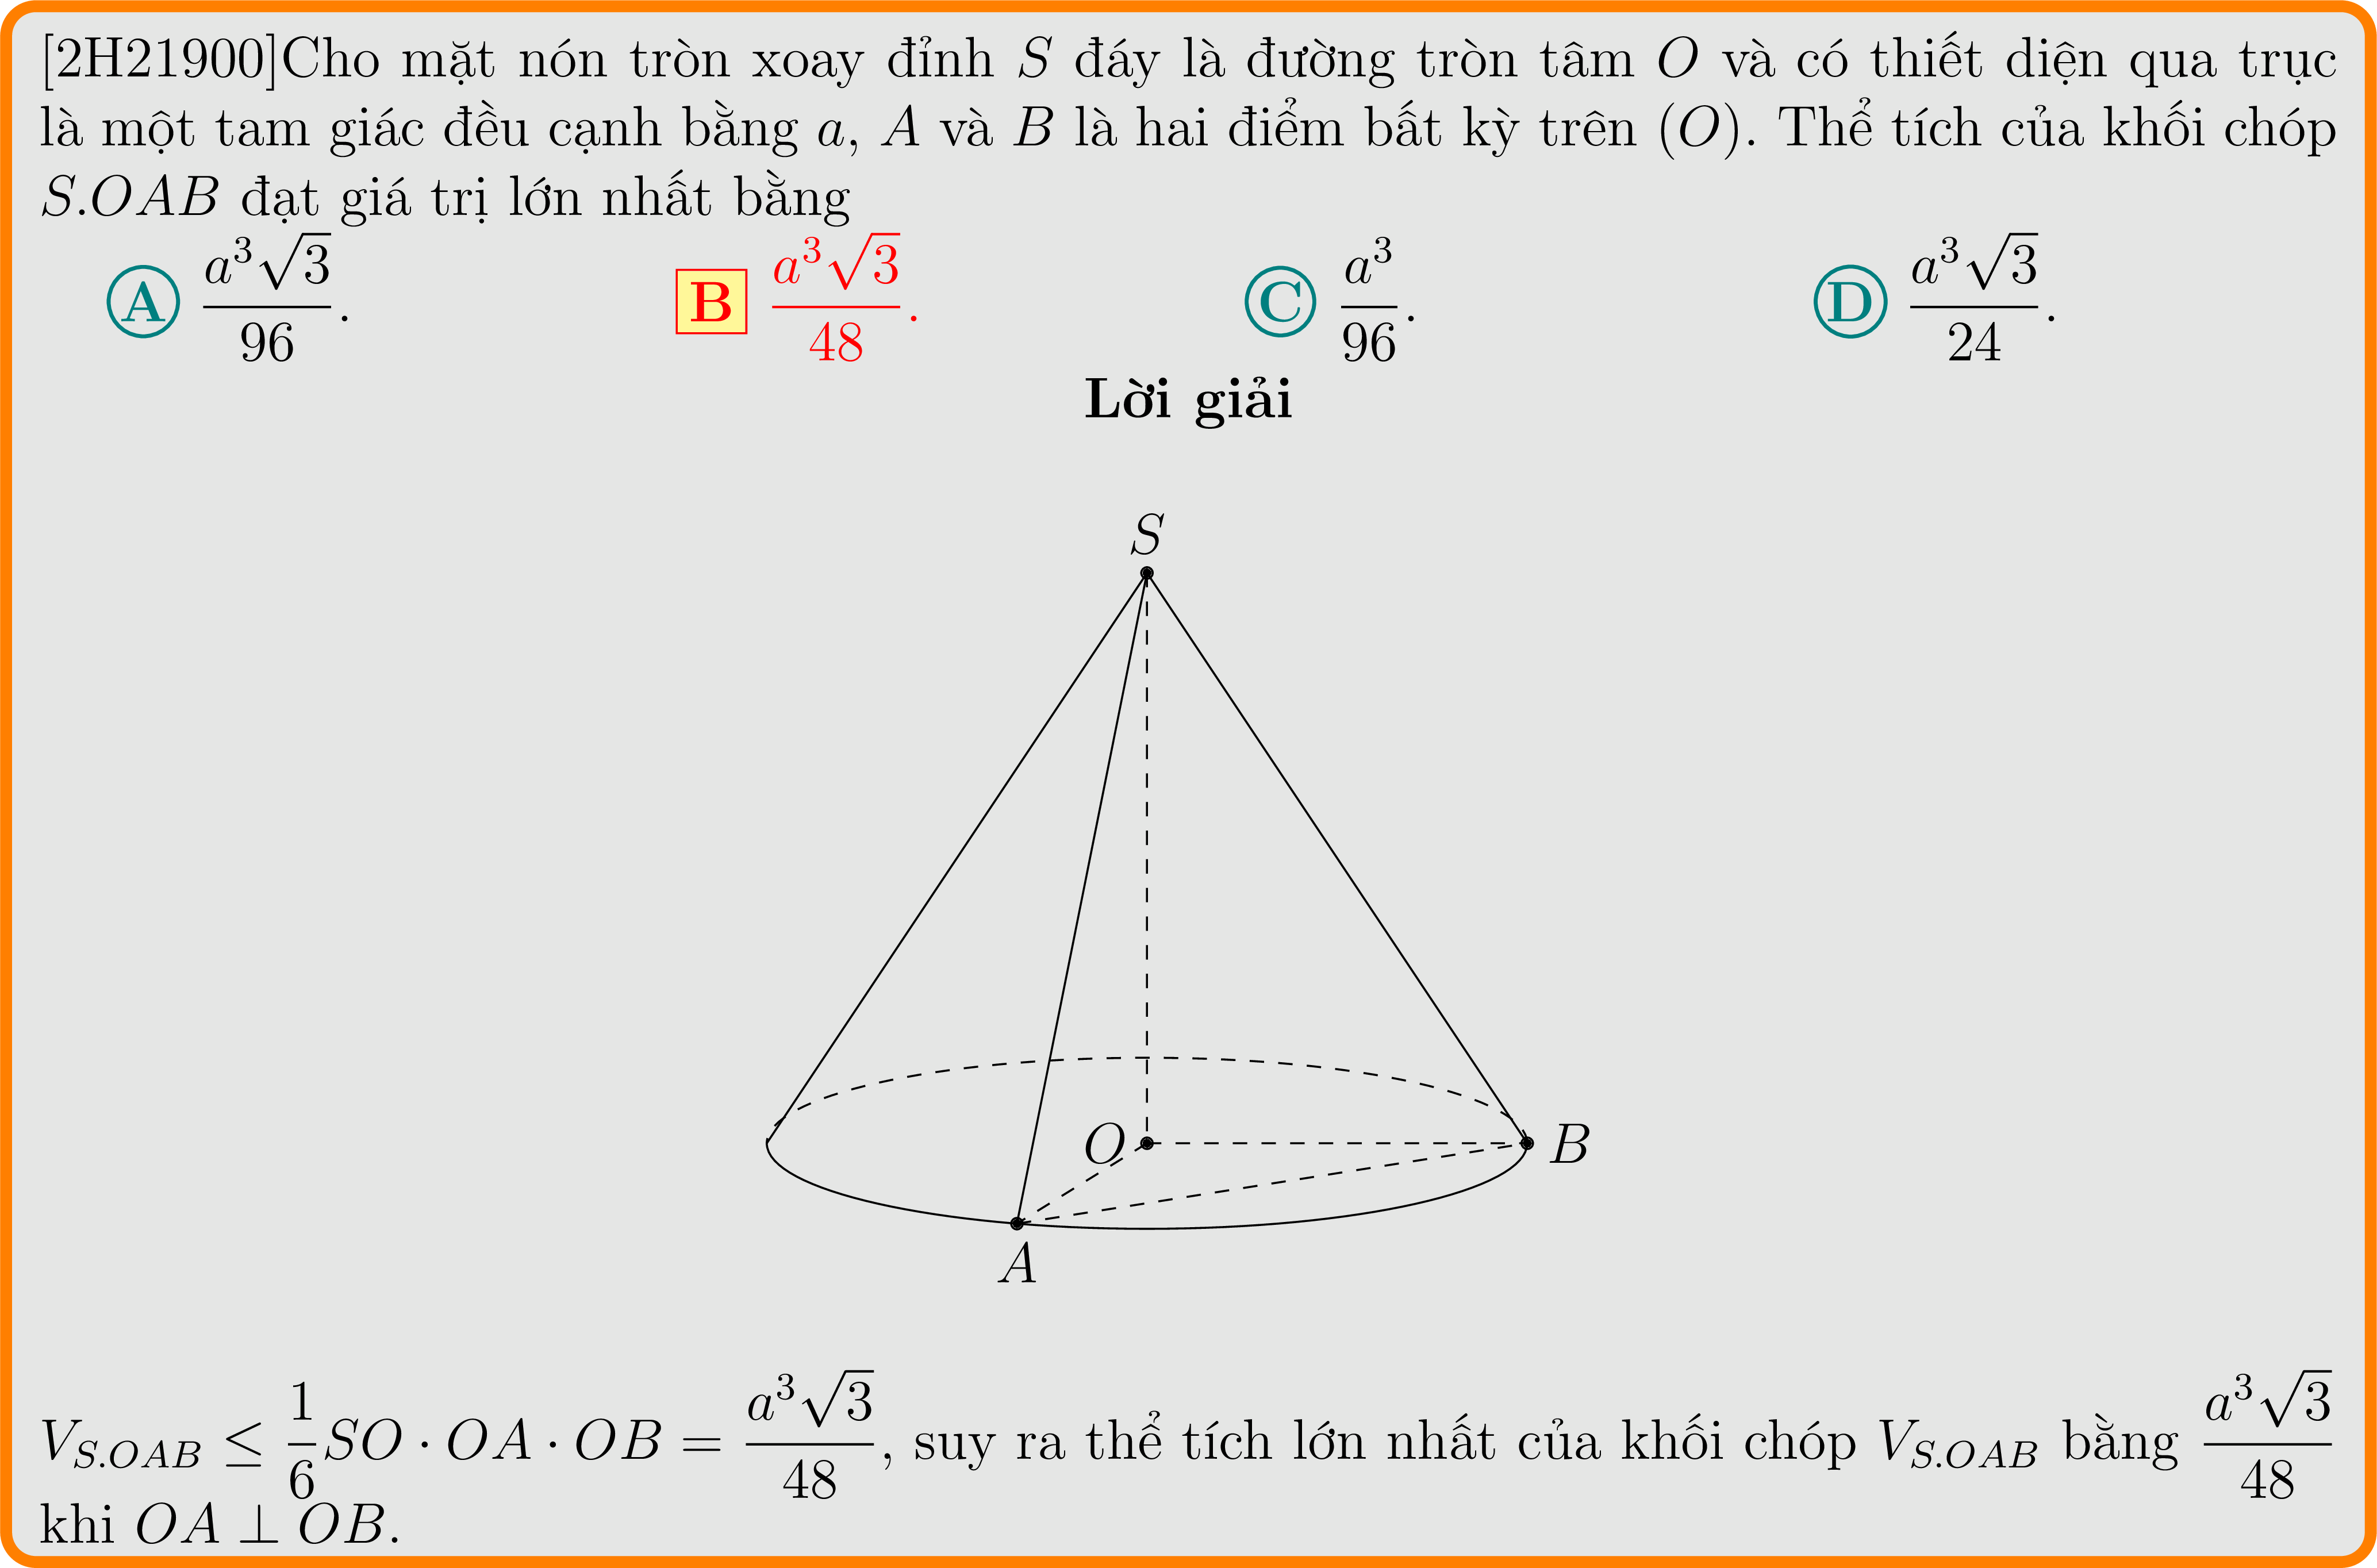 [2H21900]Cho mặt nón tròn xoay đỉnh S đáy là đường tròn tâm O và có thiết diện qua trục
là một tam giác đều cạnh bằng a, A và B là hai điểm bất kỳ trên (O). Thể tích của khối chóp
S.OAB đạt giá trị lớn nhất bằng
A $\frac{a^3\sqrt{3}}{96}$. B $\frac{a^3\sqrt{3}}{48}$. C $\frac{a^3}{96}$. D $\frac{a^3\sqrt{3}}{24}$.
Lời giải
S
O
B
A
$V_{S.OAB} \leq \frac{1}{6}SO \cdot OA \cdot OB = \frac{a^3\sqrt{3}}{48}$, suy ra thể tích lớn nhất của khối chóp $V_{S.OAB}$ bằng $\frac{a^3\sqrt{3}}{48}$
khi $OA \perp OB$.